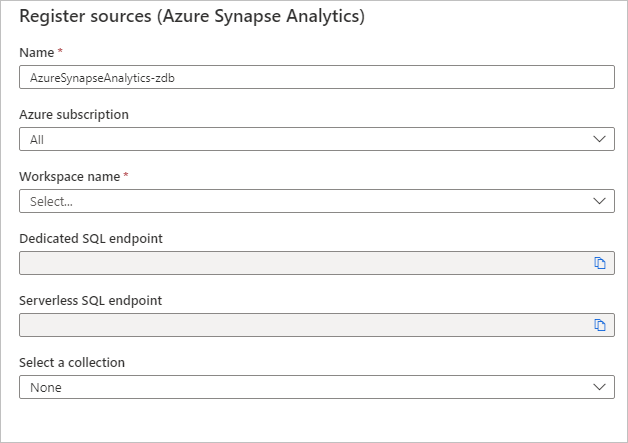 Register sources (Azure Synapse Analytics)
Name *
AzureSynapseAnalytics-zdb
Azure subscription
All
Workspace name *
Select...
Dedicated SQL endpoint
Serverless SQL endpoint
Select a collection
None